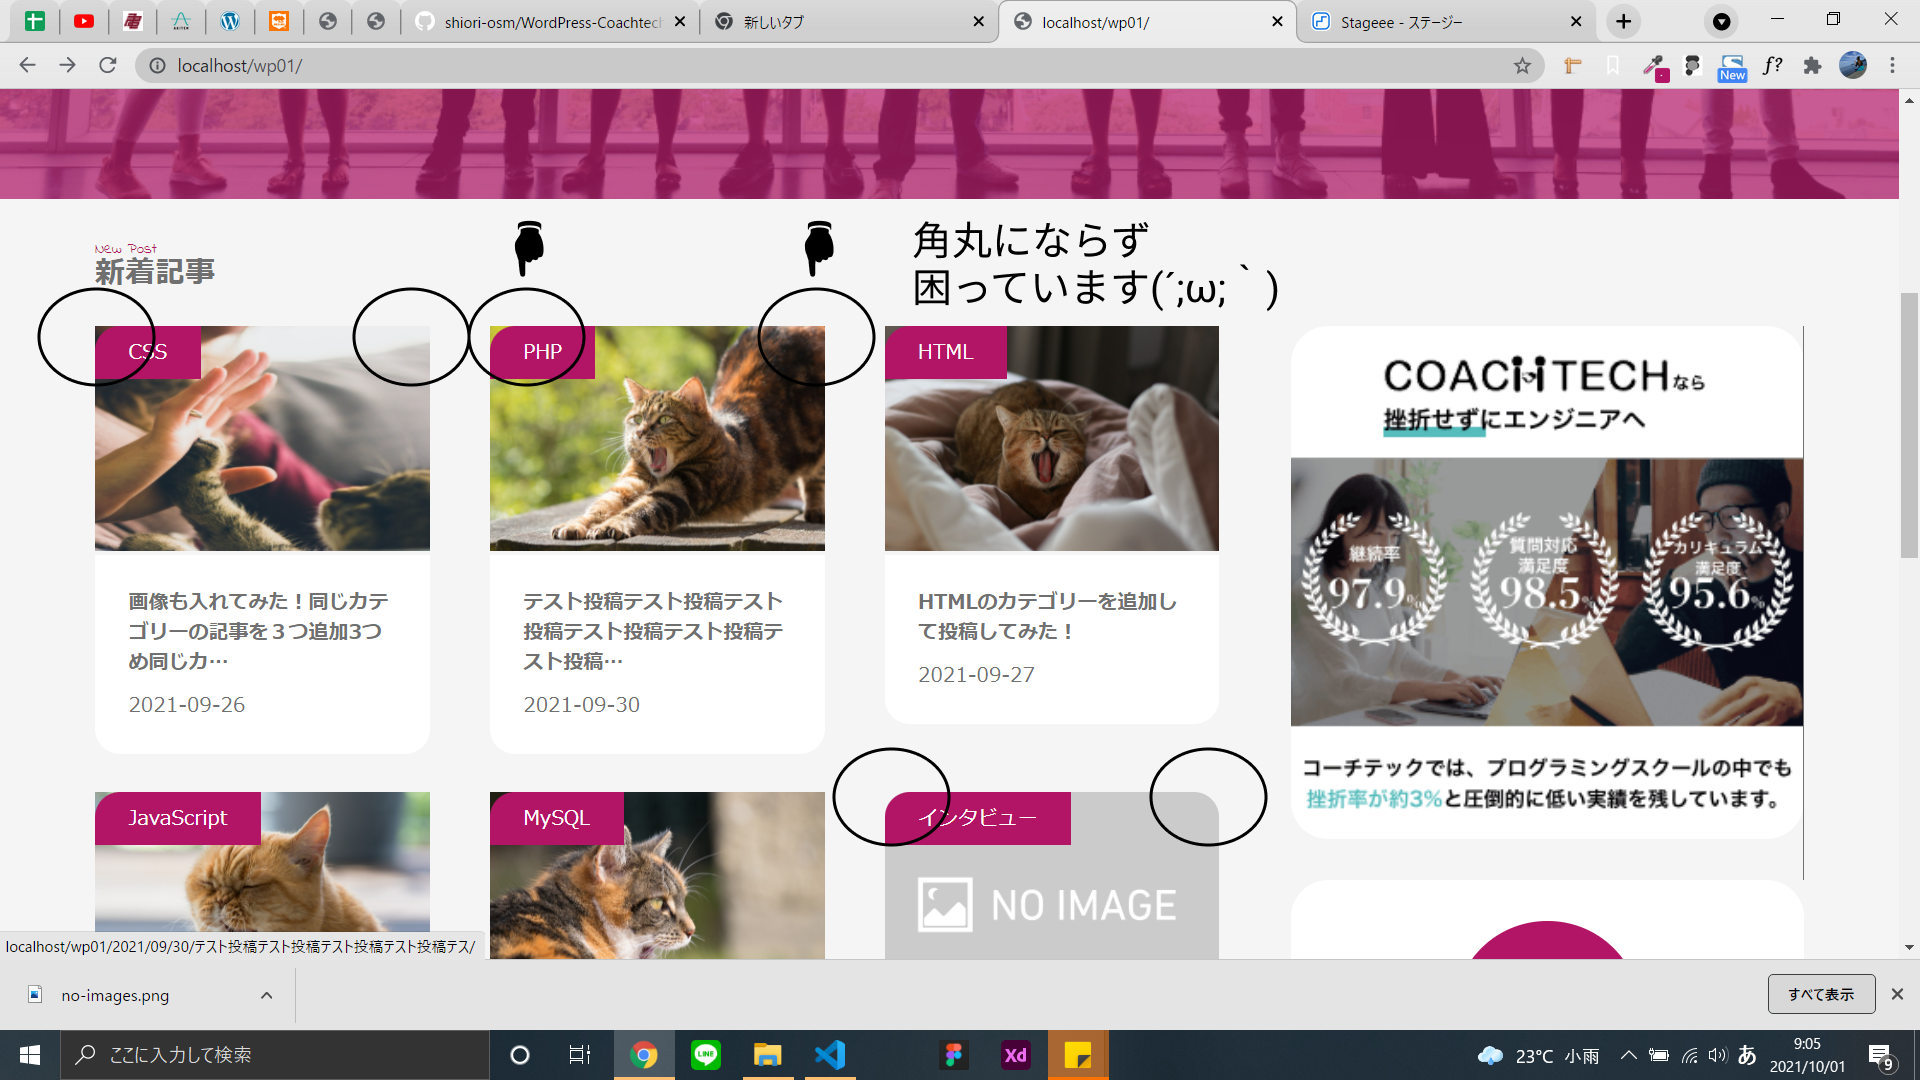 shiori-osm/WordPress-Coachtec
新しいタブ
localhost/wp01/
Stageee - ステージー
localhost/wp01/
New
f?
New Post
新着記事
角丸にならず
困っています(´;ω;｀)
CSS
画像も入れてみた！同じカテ
ゴリーの記事を３つ追加3つ
め同じカ…
2021-09-26
PHP
テスト投稿テスト投稿テスト
投稿テスト投稿テスト投稿テ
スト投稿…
2021-09-30
HTML
HTMLのカテゴリーを追加し
て投稿してみた！
2021-09-27
COACHTECHなら
挫折せずにエンジニアへ
継続率
97.9%
質問対応
満足度
98.5%
カリキュラム
満足度
95.6%
コーチテックでは、プログラミングスクールの中でも
挫折率が約3%と圧倒的に低い実績を残しています。
JavaScript
MySQL
インタビュー
NO IMAGE
localhost/wp01/2021/09/30/テスト投稿テスト投稿テスト投稿テスト投稿テス/
no-images.png
すべて表示
ここに入力して検索
LINE
Xd
23°C 小雨
あ
9:05
2021/10/01
9